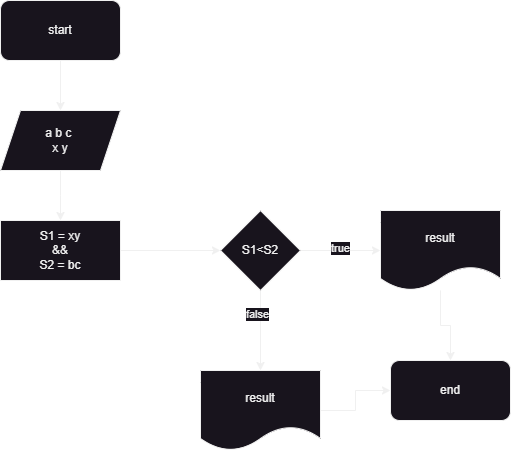 start
a b c
x y
S1 = xy
&&
S2 = bc
S1<S2
true
result
false
result
end